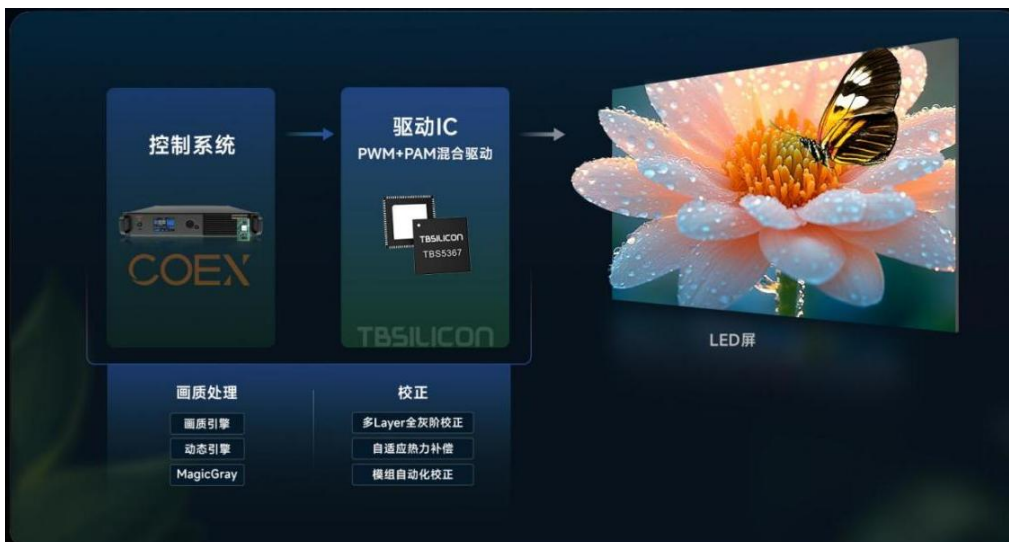 控制系统
COEX
驱动IC
PWM+PAM混合驱动
TBSILICON
TBS5367
TBSILICON
LED屏
画质处理
画质引擎
动态引擎
MagicGray
校正
多Layer全灰阶校正
自适应热力补偿
模组自动化校正